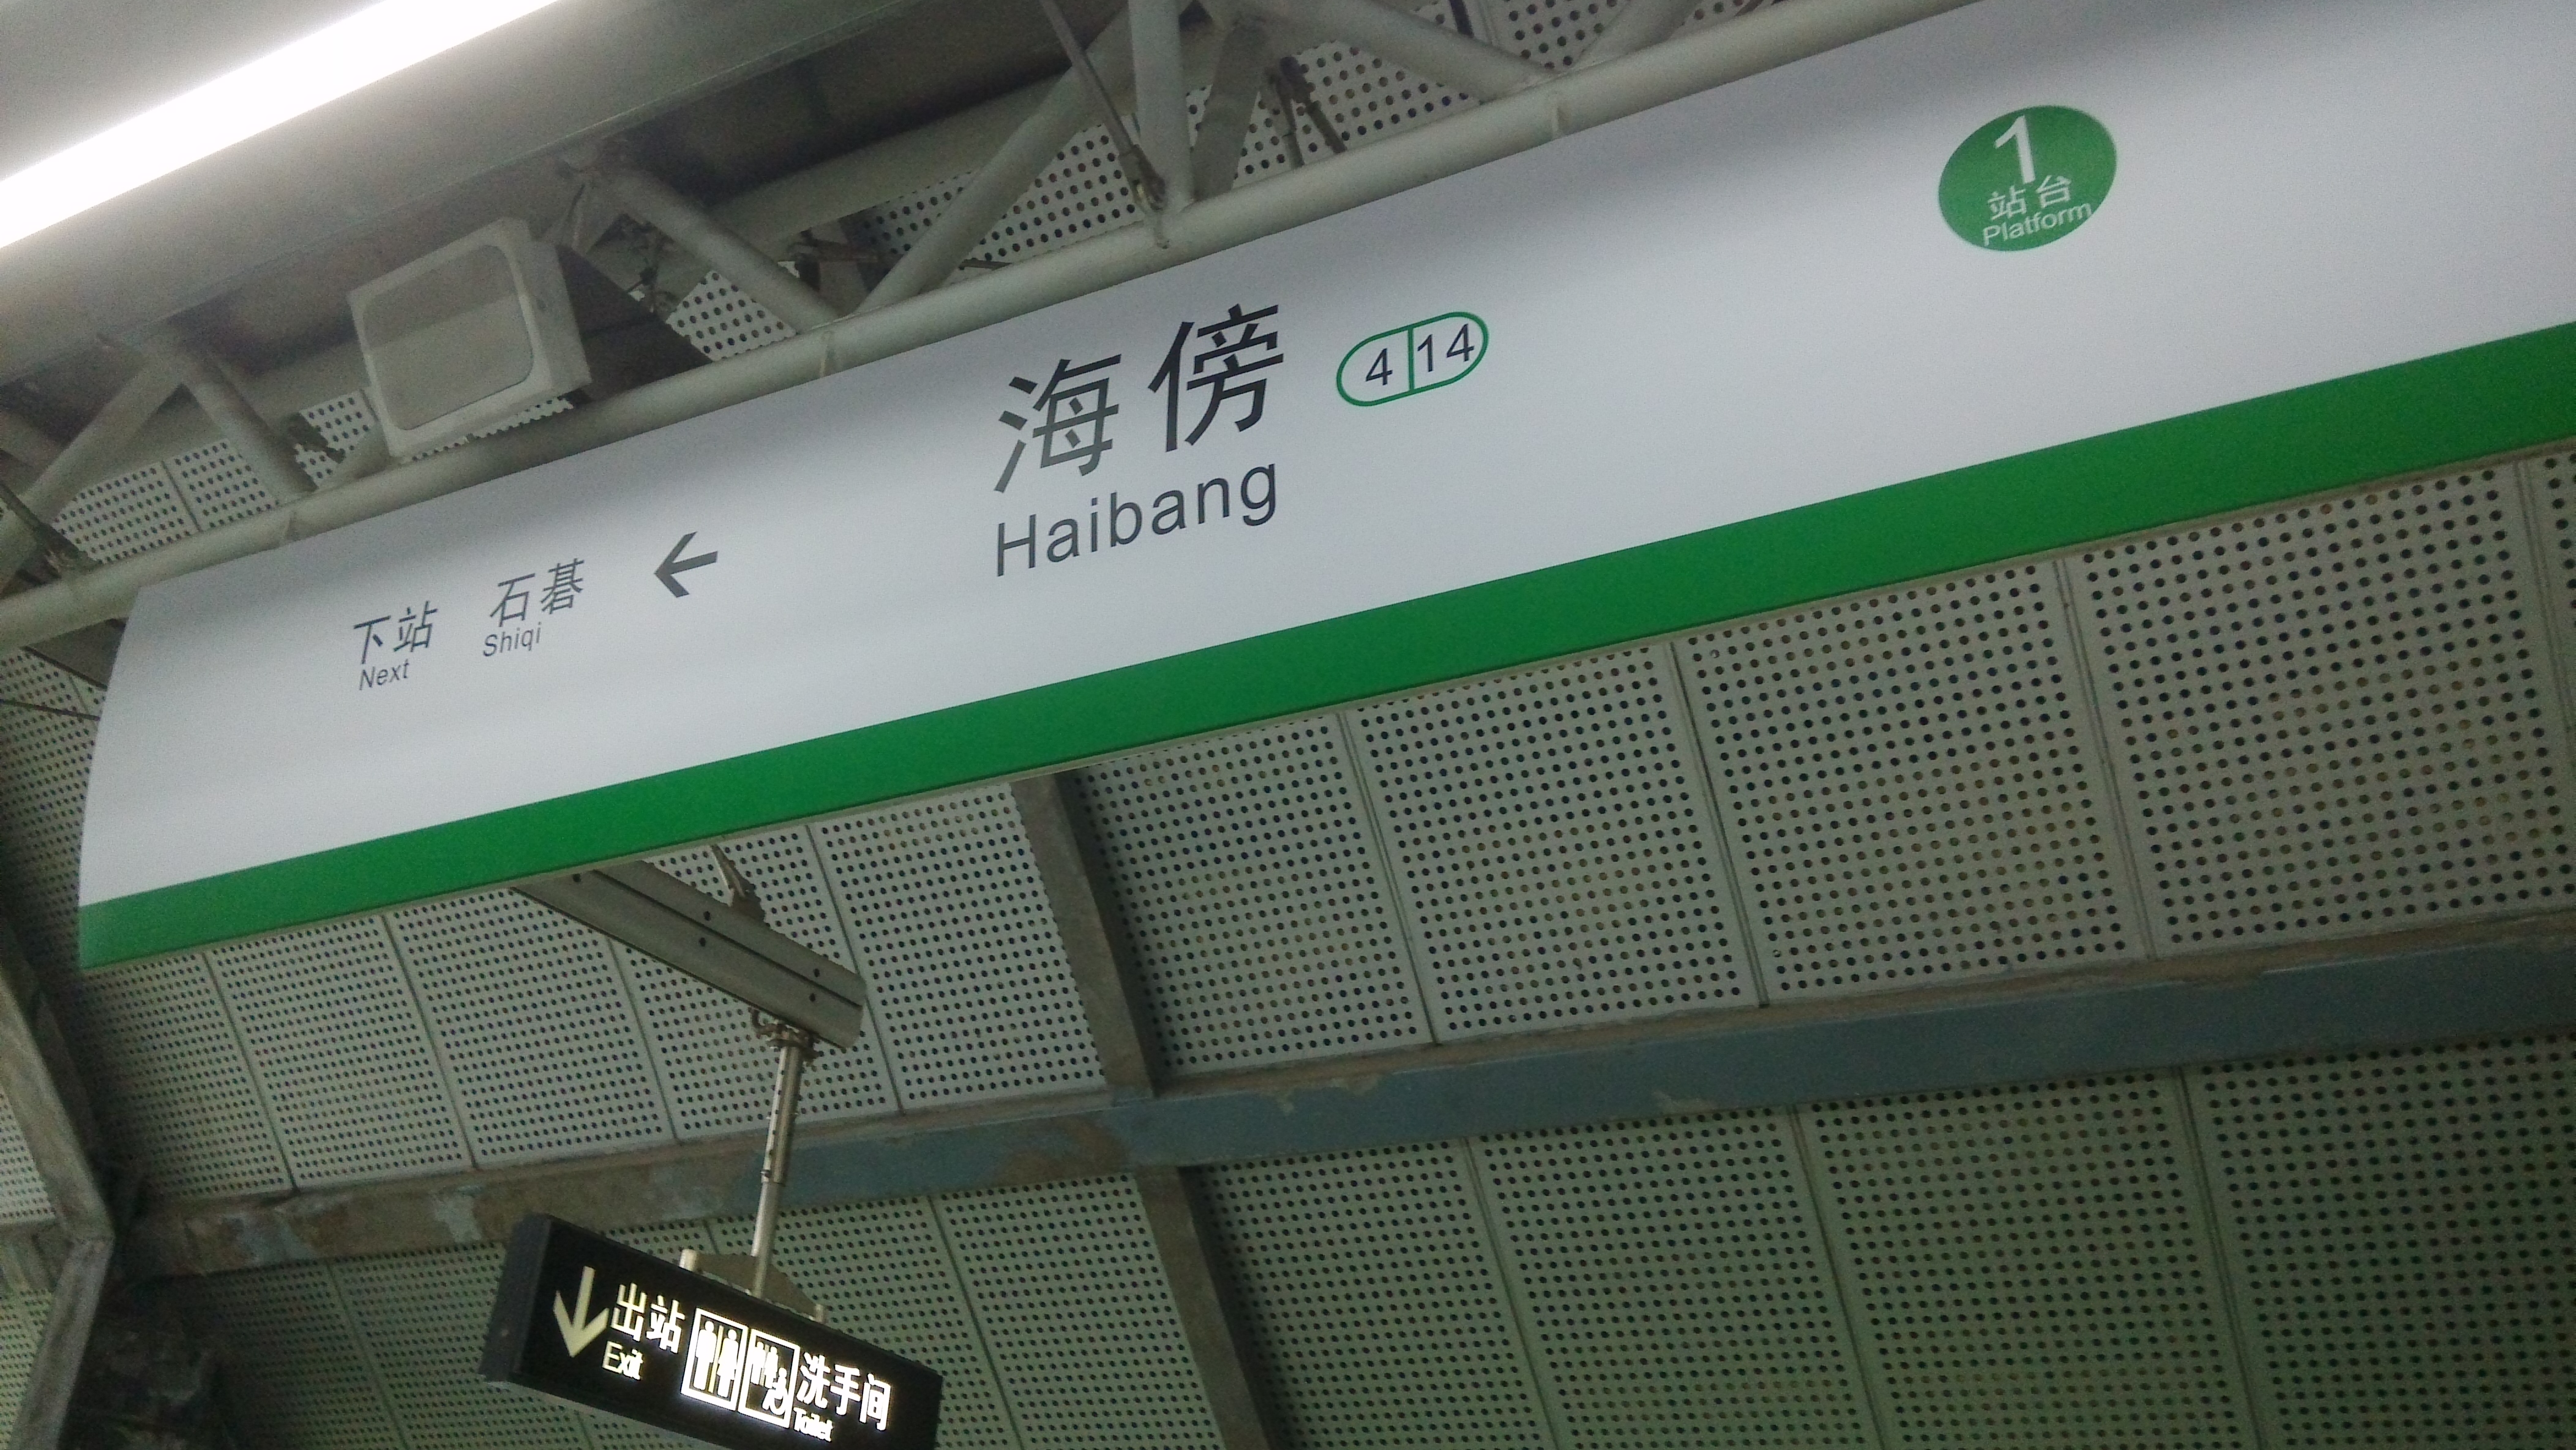 1
站台
Platform
海傍 4|14
Haibang
下站 石碁 ←
Next Shiqi
↓ 出站 洗手间
Exit Toilet